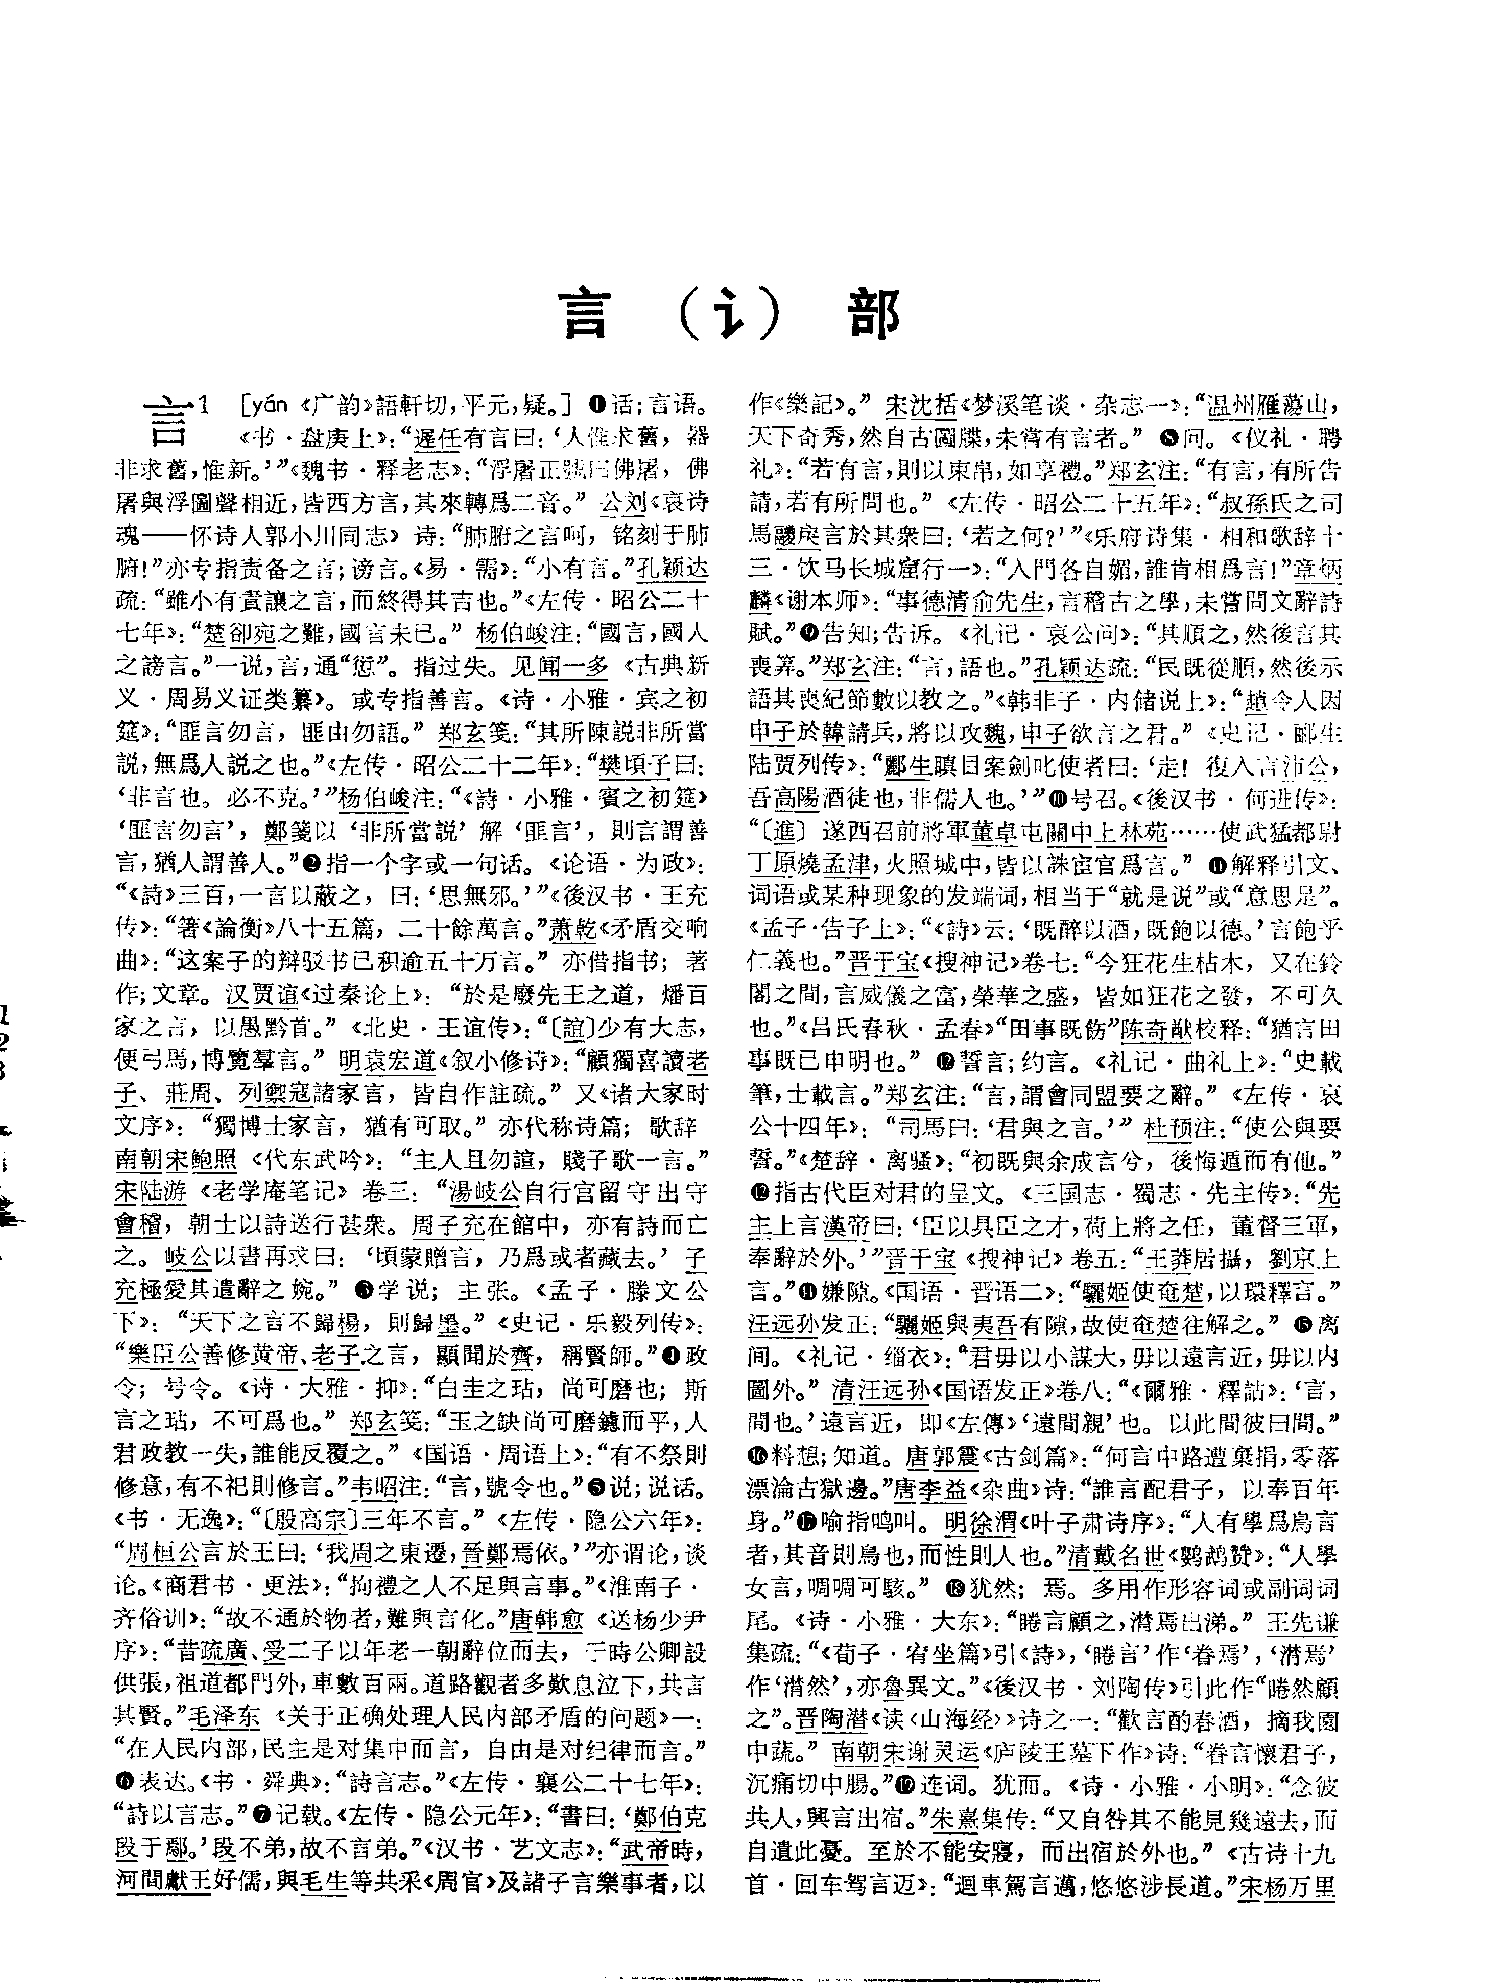 言 （讠） 部
言1 [yán《广韵》語軒切，平元，疑。] ❶话；言语。
《书·盘庚上》：“遲任有言曰：‘人惟求舊，器
非求舊，惟新。’”《魏书·释老志》：“浮屠正號曰佛屠，佛
屠與浮圖聲相近，皆西方言，其來轉爲二音。”公刘《哀诗
魂——怀诗人郭小川同志》诗：“肺腑之言呵，铭刻于肺
腑！”亦专指责备之言；谤言。《易·需》：“小有言。”孔颖达
疏：“雖小有責讓之言，而終得其吉也。”《左传·昭公二十
七年》：“楚郤宛之難，國言未已。”杨伯峻注：“國言，國人
之謗言。”一说，言，通“愆”。指过失。见闻一多《古典新
义·周易义证类纂》。或专指善言。《诗·小雅·宾之初
筵》：“匪言勿言，匪由勿語。”郑玄笺：“其所陳説非所當
説，無爲人説之也。”《左传·昭公二十二年》：“樊頃子曰：
‘非言也。必不克。’”杨伯峻注：“《詩·小雅·賓之初筵》
‘匪言勿言’，鄭箋以‘非所當説’解‘匪言’，則言謂善
言，猶人謂善人。”❷指一个字或一句话。《论语·为政》：
“《詩》三百，一言以蔽之，曰：‘思無邪。’”《後汉书·王充
传》：“箸《論衡》八十五篇，二十餘萬言。”萧乾《矛盾交响
曲》：“这案子的辩驳书已积逾五十万言。”亦借指书；著
作；文章。汉贾谊《过秦论上》：“於是廢先王之道，燔百
家之言，以愚黔首。”《北史·王谊传》：“〔誼〕少有大志，
便弓馬，博覽羣言。”明袁宏道《叙小修诗》：“顧獨喜讀老
子、莊周、列禦寇諸家言，皆自作註疏。”又《诸大家时
文序》：“獨博士家言，猶有可取。”亦代称诗篇；歌辞
南朝宋鲍照《代东武吟》：“主人且勿諠，賤子歌一言。”
宋陆游《老学庵笔记》卷三：“湯岐公自行宫留守出守
會稽，朝士以詩送行甚衆。周子充在館中，亦有詩而亡
之。岐公以書再求曰：‘頃蒙贈言，乃爲或者藏去。’子
充極愛其遣辭之婉。”❸学说；主张。《孟子·滕文公
下》：“天下之言不歸楊，則歸墨。”《史记·乐毅列传》：
“樂臣公善修黄帝、老子之言，顯聞於齊，稱賢師。”❹政
令；号令。《诗·大雅·抑》：“白圭之玷，尚可磨也；斯
言之玷，不可爲也。”郑玄笺：“玉之缺尚可磨鑢而平，人
君政教一失，誰能反覆之。”《国语·周语上》：“有不祭則
修意，有不祀則修言。”韦昭注：“言，號令也。”❺说；说话。
《书·无逸》：“〔殷高宗〕三年不言。”《左传·隐公六年》：
“周桓公言於王曰：‘我周之東遷，晉鄭焉依。’”亦谓论，谈
论。《商君书·更法》：“拘禮之人不足與言事。”《淮南子·
齐俗训》：“故不通於物者，難與言化。”唐韩愈《送杨少尹
序》：“昔疏廣、受二子以年老一朝辭位而去，于時公卿設
供張，祖道都門外，車數百兩。道路觀者多歎息泣下，共言
其賢。”毛泽东《关于正确处理人民内部矛盾的问题》一：
“在人民内部，民主是对集中而言，自由是对纪律而言。”
❻表达。《书·舜典》：“詩言志。”《左传·襄公二十七年》：
“詩以言志。”❼记载。《左传·隐公元年》：“書曰：‘鄭伯克
段于鄢。’段不弟，故不言弟。”《汉书·艺文志》：“武帝時，
河間獻王好儒，與毛生等共采《周官》及諸子言樂事者，以
作《樂記》。”宋沈括《梦溪笔谈·杂志一》：“温州雁蕩山，
天下奇秀，然自古圖牒，未嘗有言者。”❽问。《仪礼·聘
礼》：“若有言，則以束帛，如享禮。”郑玄注：“有言，有所告
請，若有所問也。”《左传·昭公二十五年》：“叔孫氏之司
馬鬷戾言於其衆曰：‘若之何？’”《乐府诗集·相和歌辞十
三·饮马长城窟行一》：“入門各自媚，誰肯相爲言！”章炳
麟《谢本师》：“事德清俞先生，言稽古之學，未嘗問文辭詩
賦。”❾告知；告诉。《礼记·哀公问》：“其順之，然後言其
喪筭。”郑玄注：“言，語也。”孔颖达疏：“民既從順，然後示
語其喪紀節數以教之。”《韩非子·内储说上》：“趙令人因
申子於韓請兵，將以攻魏，申子欲言之君。”《史记·郦生
陆贾列传》：“酈生瞋目案劍叱使者曰：‘走！復入言沛公，
吾高陽酒徒也，非儒人也。’”❿号召。《後汉书·何进传》：
“〔進〕遂西召前將軍董卓屯關中上林苑……使武猛都尉
丁原燒孟津，火照城中，皆以誅宦官爲言。”⓫解释引文、
词语或某种现象的发端词，相当于“就是说”或“意思是”。
《孟子·告子上》：“《詩》云：‘既醉以酒，既飽以德。’言飽乎
仁義也。”晋干宝《搜神记》卷七：“今狂花生枯木，又在鈴
閣之間，言威儀之富，榮華之盛，皆如狂花之發，不可久
也。”《吕氏春秋·孟春》“田事既飭”陈奇猷校释：“猶言田
事既已申明也。”⓬誓言；约言。《礼记·曲礼上》：“史載
筆，士載言。”郑玄注：“言，謂會同盟要之辭。”《左传·哀
公十四年》：“司馬曰：‘君與之言。’”杜预注：“使公與要
誓。”《楚辞·离骚》：“初既與余成言兮，後悔遁而有他。”
⓭指古代臣对君的呈文。《三国志·蜀志·先主传》：“先
主上言漢帝曰：‘臣以具臣之才，荷上將之任，董督三軍，
奉辭於外。’”晋干宝《搜神记》卷五：“王莽居攝，劉京上
言。”⓮嫌隙。《国语·晋语二》：“驪姬使奄楚，以環釋言。”
汪远孙发正：“驪姬與夷吾有隙，故使奄楚往解之。”⓯离
间。《礼记·缁衣》：“君毋以小謀大，毋以遠言近，毋以内
圖外。”清汪远孙《国语发正》卷八：“《爾雅·釋詁》：‘言，
間也。’遠言近，即《左傳》‘遠間親’也。以此間彼曰間。”
⓰料想；知道。唐郭震《古剑篇》：“何言中路遭棄捐，零落
漂淪古獄邊。”唐李益《杂曲》诗：“誰言配君子，以奉百年
身。”⓱喻指鸣叫。明徐渭《叶子肃诗序》：“人有學爲鳥言
者，其音則鳥也，而性則人也。”清戴名世《鹦鹉赞》：“人學
女言，啁啁可駭。”⓲犹然；焉。多用作形容词或副词词
尾。《诗·小雅·大东》：“睠言顧之，潸焉出涕。”王先谦
集疏：“《荀子·宥坐篇》引《詩》，‘睠言’作‘眷焉’，‘潸焉’
作‘潸然’，亦魯異文。”《後汉书·刘陶传》引此作“睠然顧
之”。晋陶潜《读〈山海经〉》诗之一：“歡言酌春酒，摘我園
中蔬。”南朝宋谢灵运《庐陵王墓下作》诗：“眷言懷君子，
沉痛切中腸。”⓳连词。犹而。《诗·小雅·小明》：“念彼
共人，興言出宿。”朱熹集传：“又自咎其不能見幾遠去，而
自遺此憂。至於不能安寢，而出宿於外也。”《古诗十九
首·回车驾言迈》：“迴車駕言邁，悠悠涉長道。”宋杨万里